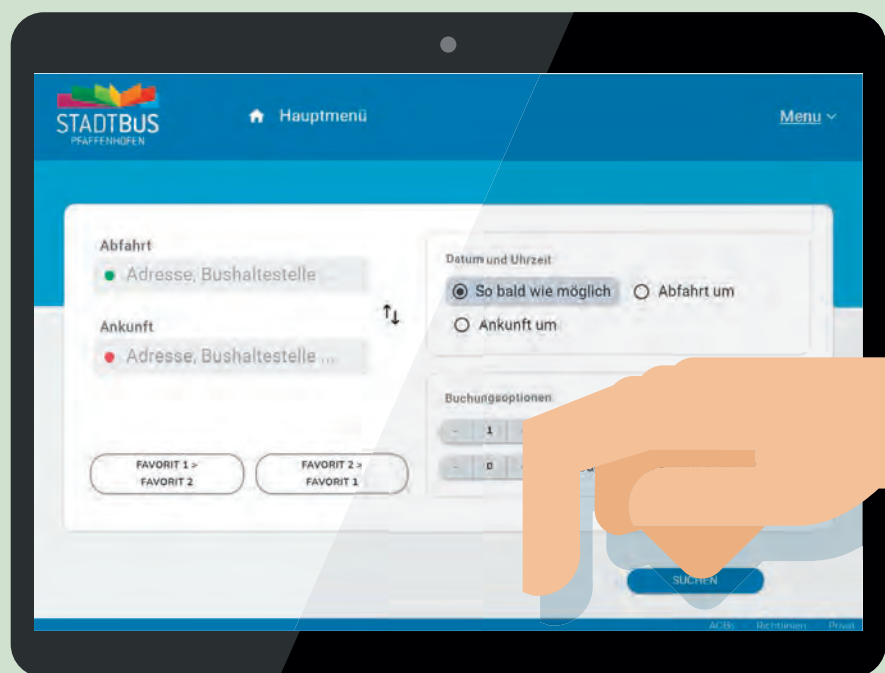 STADTBUS
PFAFFENHOFEN
Hauptmenü
Menu
Abfahrt
Adresse, Bushaltestelle
Ankunft
Adresse, Bushaltestelle ...
FAVORIT 1 >
FAVORIT 2
FAVORIT 2 >
FAVORIT 1
Datum und Uhrzeit
So bald wie möglich
Abfahrt um
Ankunft um
Buchungsoptionen
- 1
- 0
SUCHEN
AGBs Richtlinien Privat